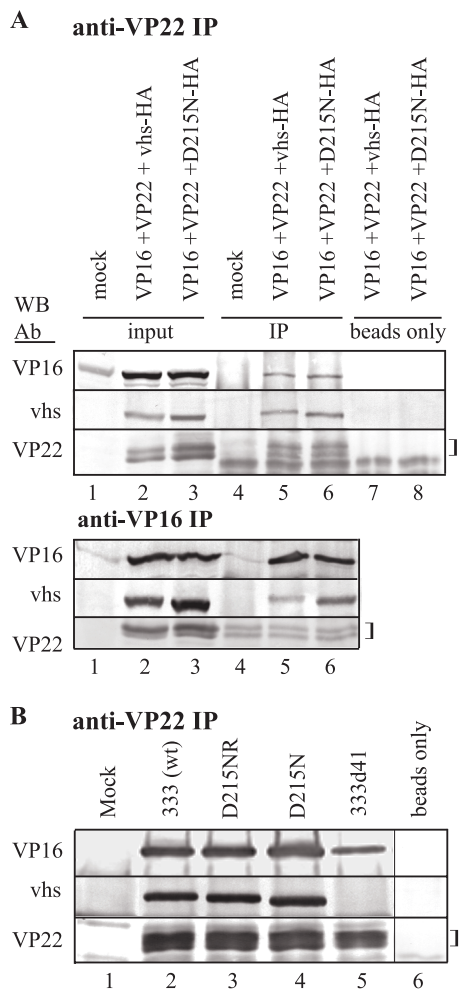 A anti-VP22 IP
mock
VP16 +VP22 + vhs-HA
VP16 +VP22 +D215N-HA
mock
VP16 +VP22 + vhs-HA
VP16 +VP22 +D215N-HA
VP16 +VP22 + vhs-HA
VP16 +VP22 +D215N-HA
WB
Ab input IP beads only
VP16
vhs
VP22
1 2 3 4 5 6 7 8
anti-VP16 IP
VP16
vhs
VP22
1 2 3 4 5 6
B anti-VP22 IP
Mock
333 (wt)
D215NR
D215N
333d41
beads only
VP16
vhs
VP22
1 2 3 4 5 6